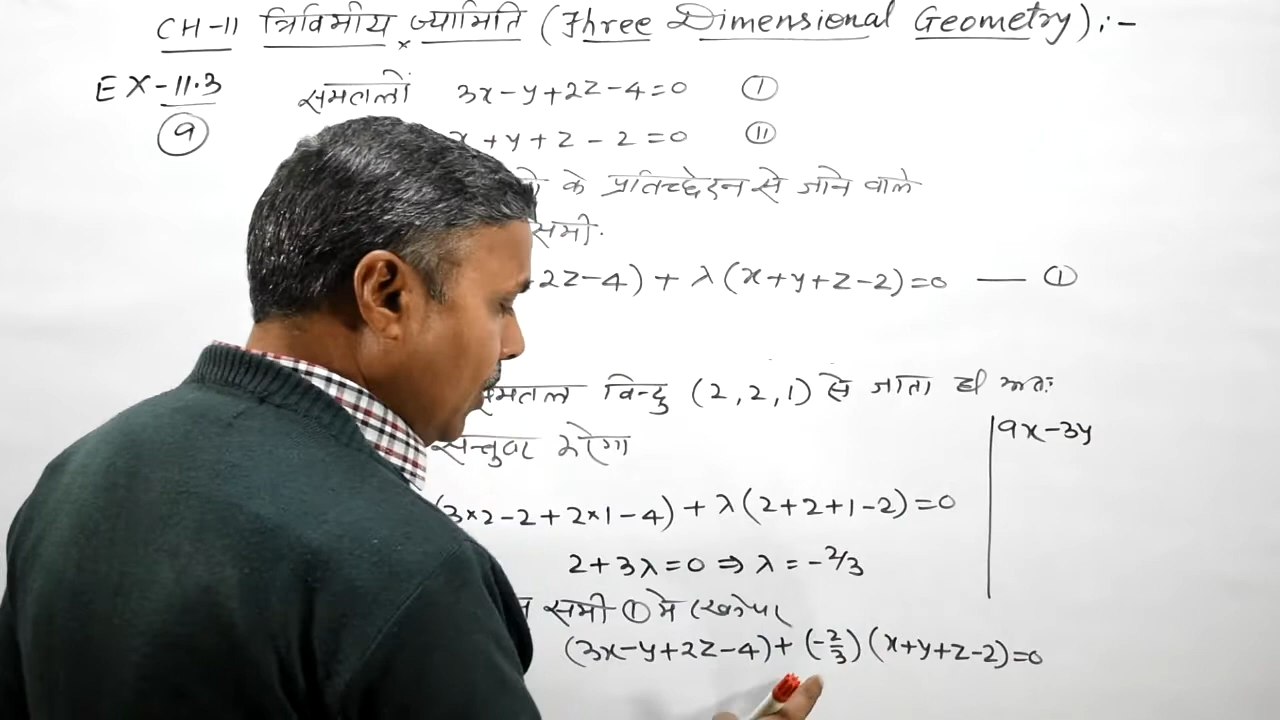 CH-11 त्रिविमीय ज्यामिति (Three Dimensional Geometry) :-
EX-11.3 समतलों 3x-y+2z-4=0 Ⓘ
⑨ x+y+z-2=0 Ⓘⓘ
के प्रतिच्छेदन से जाने वाले
समी.
2z-4)+λ(x+y+z-2)=0 — ①
समतल बिन्दु (2,2,1) से जाता है अतः
सन्तुष्ट करेगा
(3×2-2+2×1-4)+λ(2+2+1-2)=0
2+3λ=0 ⇒ λ=-2/3
समी ① में रखने पर
(3x-y+2z-4)+(-2/3)(x+y+z-2)=0
9x-3y